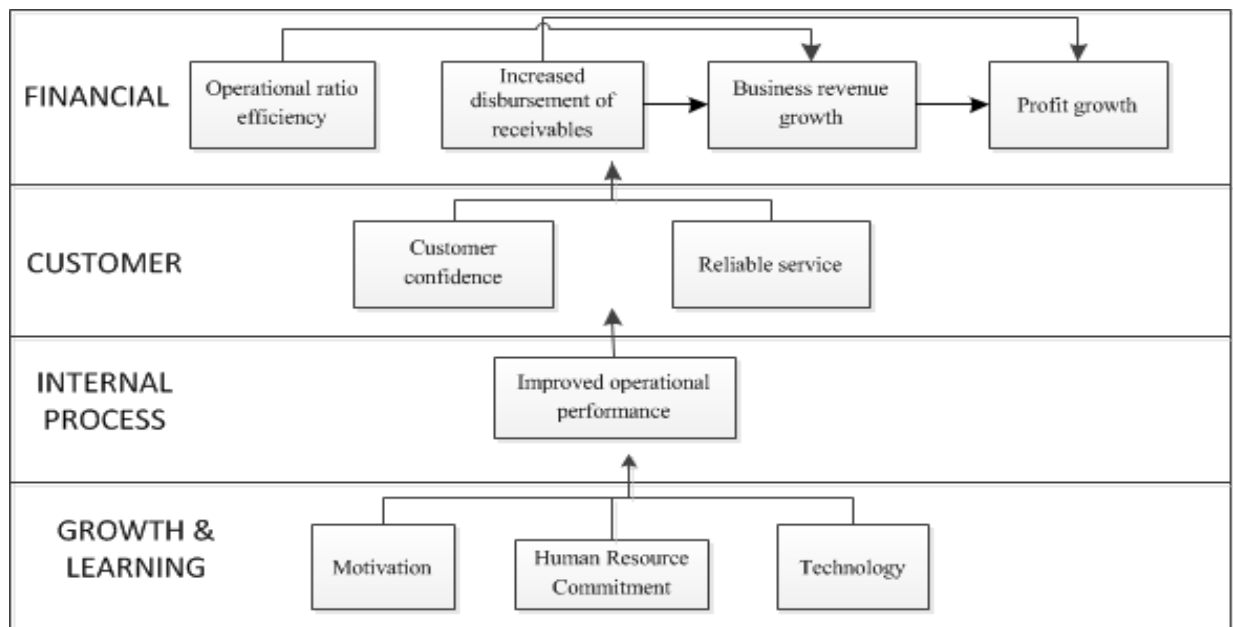 FINANCIAL
Operational ratio
efficiency
Increased
disbursement of
receivables
Business revenue
growth
Profit growth
CUSTOMER
Customer
confidence
Reliable service
INTERNAL
PROCESS
Improved operational
performance
GROWTH &
LEARNING
Motivation
Human Resource
Commitment
Technology